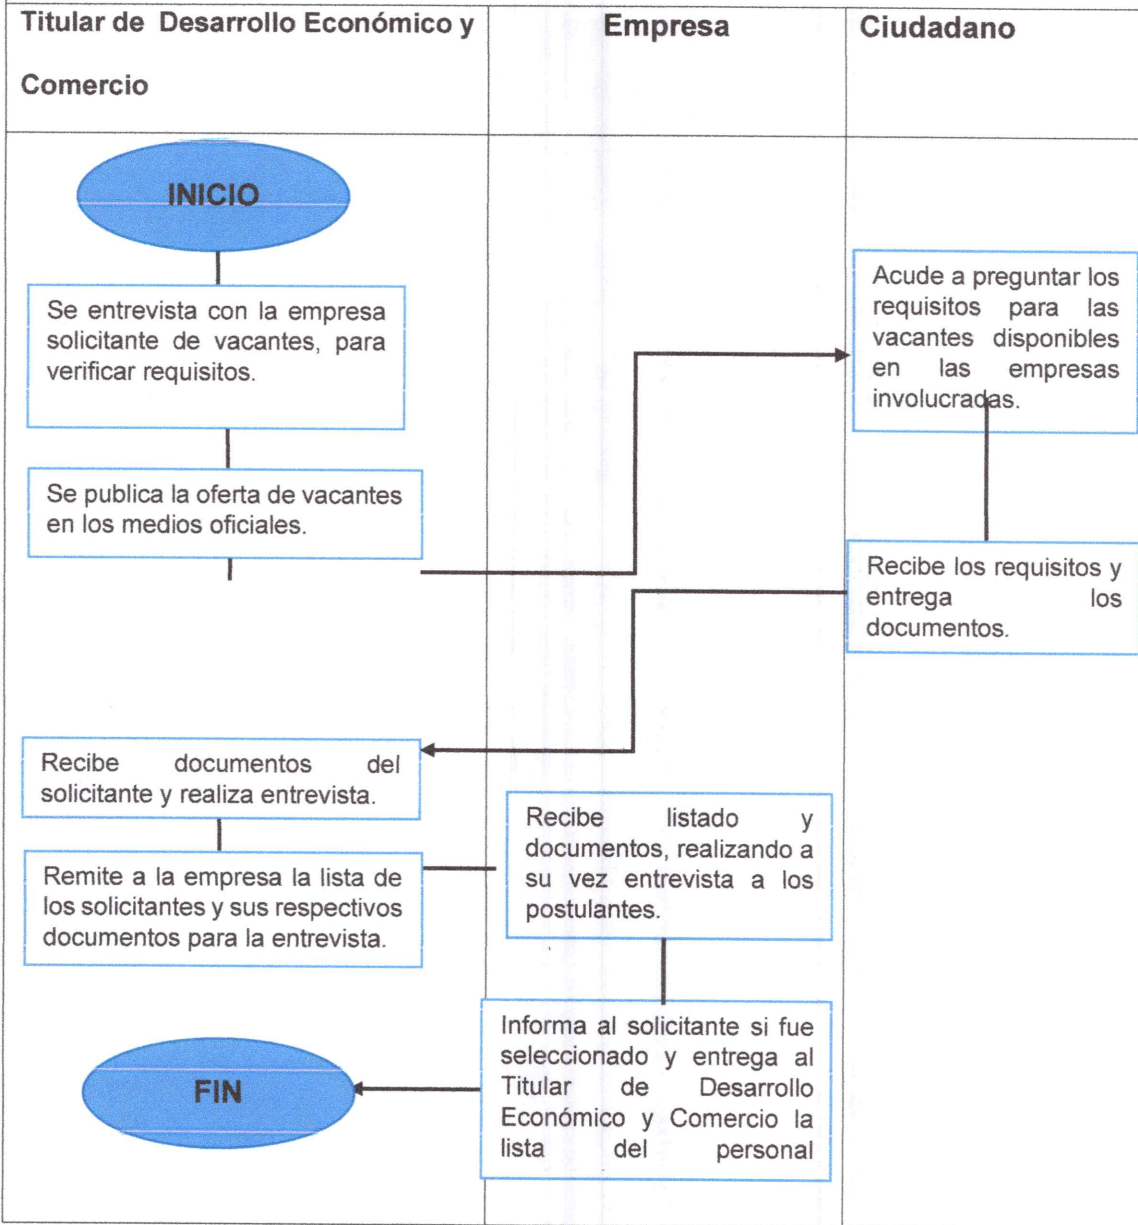 Titular de Desarrollo Económico y
Comercio
Empresa
Ciudadano
INICIO
Se entrevista con la empresa
solicitante de vacantes, para
verificar requisitos.
Se publica la oferta de vacantes
en los medios oficiales.
Acude a preguntar los
requisitos para las
vacantes disponibles
en las empresas
involucradas.
Recibe los requisitos y
entrega los
documentos.
Recibe documentos del
solicitante y realiza entrevista.
Remite a la empresa la lista de
los solicitantes y sus respectivos
documentos para la entrevista.
Recibe listado y
documentos, realizando a
su vez entrevista a los
postulantes.
Informa al solicitante si fue
seleccionado y entrega al
Titular de Desarrollo
Económico y Comercio la
lista del personal
FIN